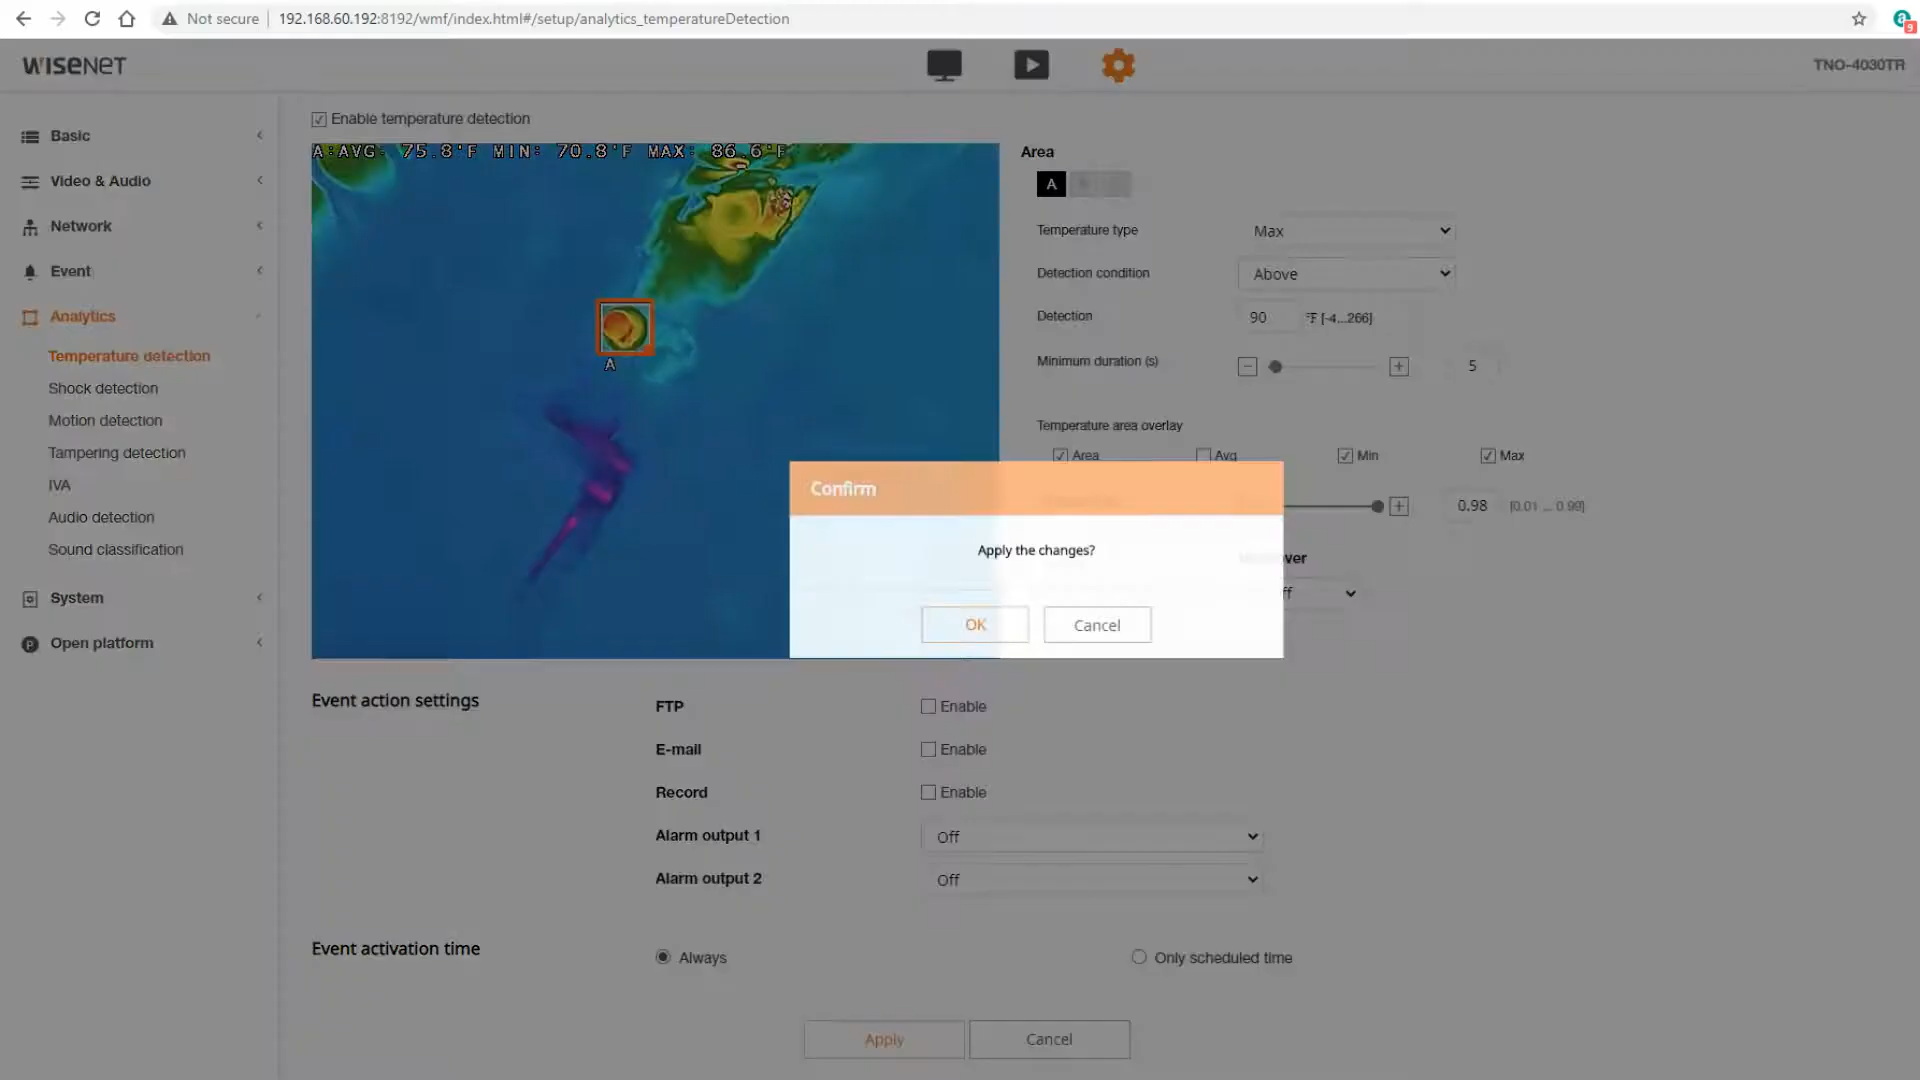 Not secure
192.168.60.192:8192/wmf/index.html#/setup/analytics_temperatureDetection
a
9
WISENET
TNO-4030TR
Basic
Video & Audio
Network
Event
Analytics
Temperature detection
Shock detection
Motion detection
Tampering detection
IVA
Audio detection
Sound classification
System
P
Open platform
Enable temperature detection
A:AVG: 75.8°F MIN: 70.8°F MAX: 86.6°F
A
Area
A
Temperature type
Max
Detection condition
Above
Detection
90
°F [-4...266]
Minimum duration (s)
5
Temperature area overlay
Area
Avg
Min
Max
0.98
[0.01 ... 0.99]
Confirm
Apply the changes?
OK
Cancel
Event action settings
FTP
Enable
E-mail
Enable
Record
Enable
Alarm output 1
Off
Alarm output 2
Off
Event activation time
Always
Only scheduled time
Apply
Cancel